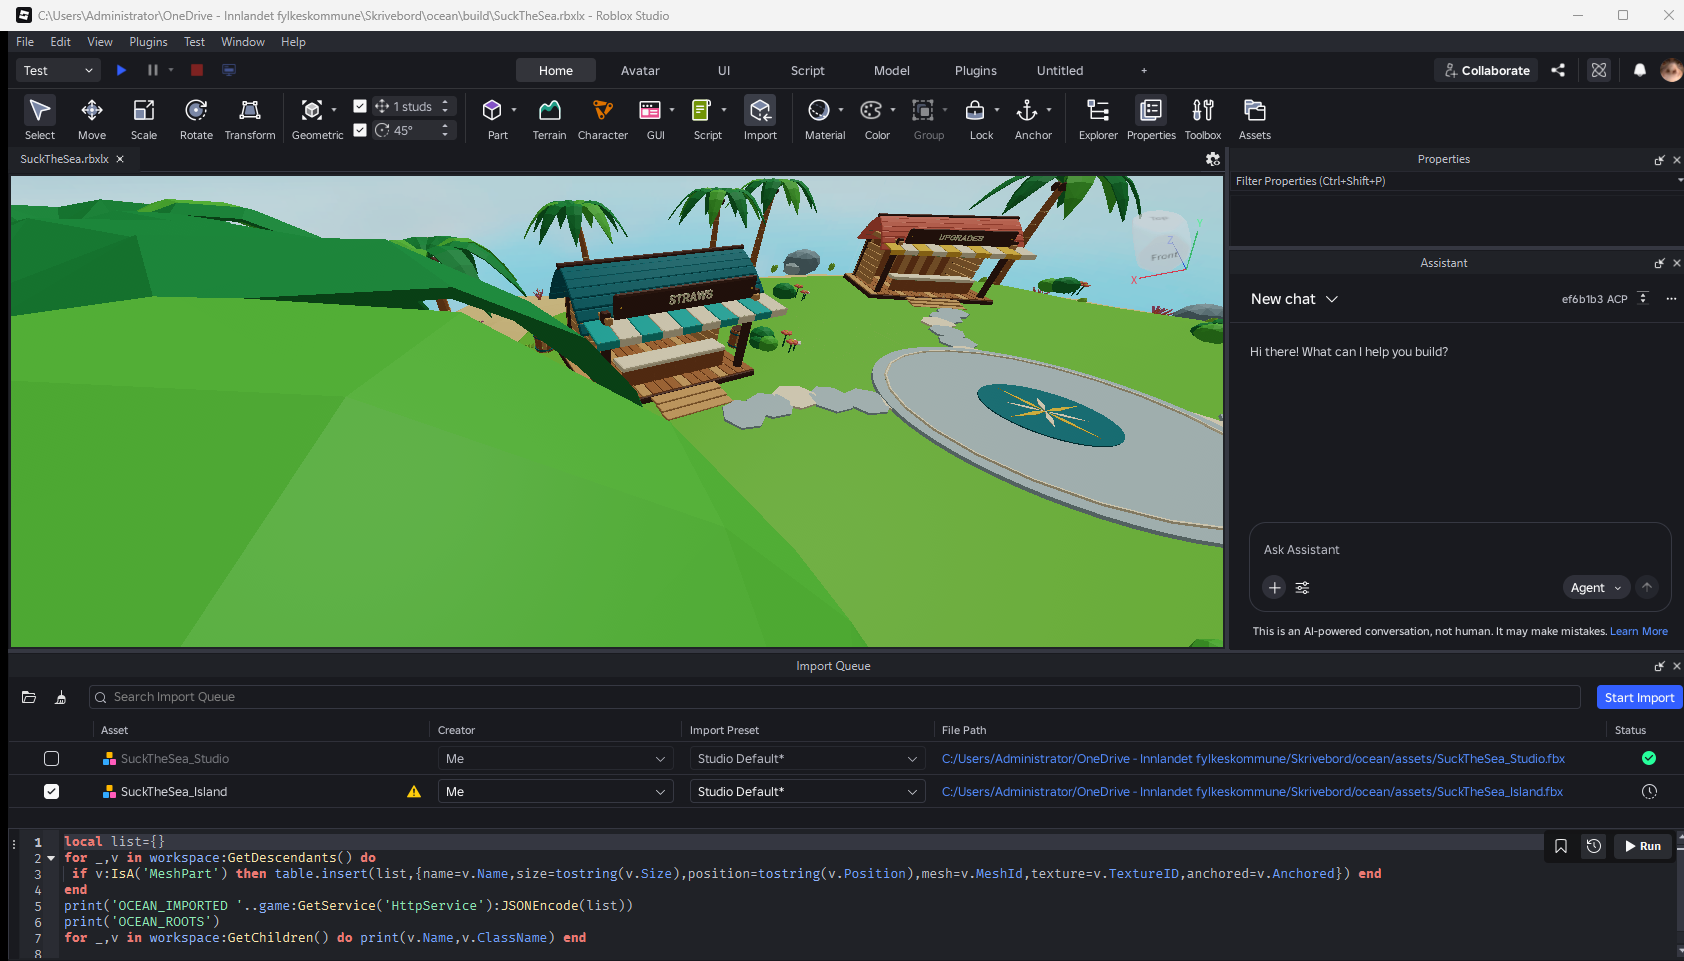 C:\Users\Administrator\OneDrive - Innlandet fylkeskommune\Skrivebord\ocean\build\SuckTheSea.rbxlx - Roblox Studio
File Edit View Plugins Test Window Help
Test
Home Avatar UI Script Model Plugins Untitled +
Collaborate
Select Move Scale Rotate Transform Geometric
1 studs
45°
Part Terrain Character GUI Script Import Material Color Group Lock Anchor Explorer Properties Toolbox Assets
SuckTheSea.rbxlx
STRAWS
UPGRADES
Front
X
Y
Z
Properties
Filter Properties (Ctrl+Shift+P)
Assistant
New chat
ef6b1b3 ACP
Hi there! What can I help you build?
Ask Assistant
Agent
This is an AI-powered conversation, not human. It may make mistakes. Learn More
Import Queue
Search Import Queue
Start Import
Asset Creator Import Preset File Path Status
SuckTheSea_Studio Me Studio Default* C:/Users/Administrator/OneDrive - Innlandet fylkeskommune/Skrivebord/ocean/assets/SuckTheSea_Studio.fbx
SuckTheSea_Island Me Studio Default* C:/Users/Administrator/OneDrive - Innlandet fylkeskommune/Skrivebord/ocean/assets/SuckTheSea_Island.fbx
1 local list={}
2 for _,v in workspace:GetDescendants() do
3 if v:IsA('MeshPart') then table.insert(list,{name=v.Name,size=tostring(v.Size),position=tostring(v.Position),mesh=v.MeshId,texture=v.TextureID,anchored=v.Anchored}) end
4 end
5 print('OCEAN_IMPORTED '..game:GetService('HttpService'):JSONEncode(list))
6 print('OCEAN_ROOTS')
7 for _,v in workspace:GetChildren() do print(v.Name,v.ClassName) end
8
Run